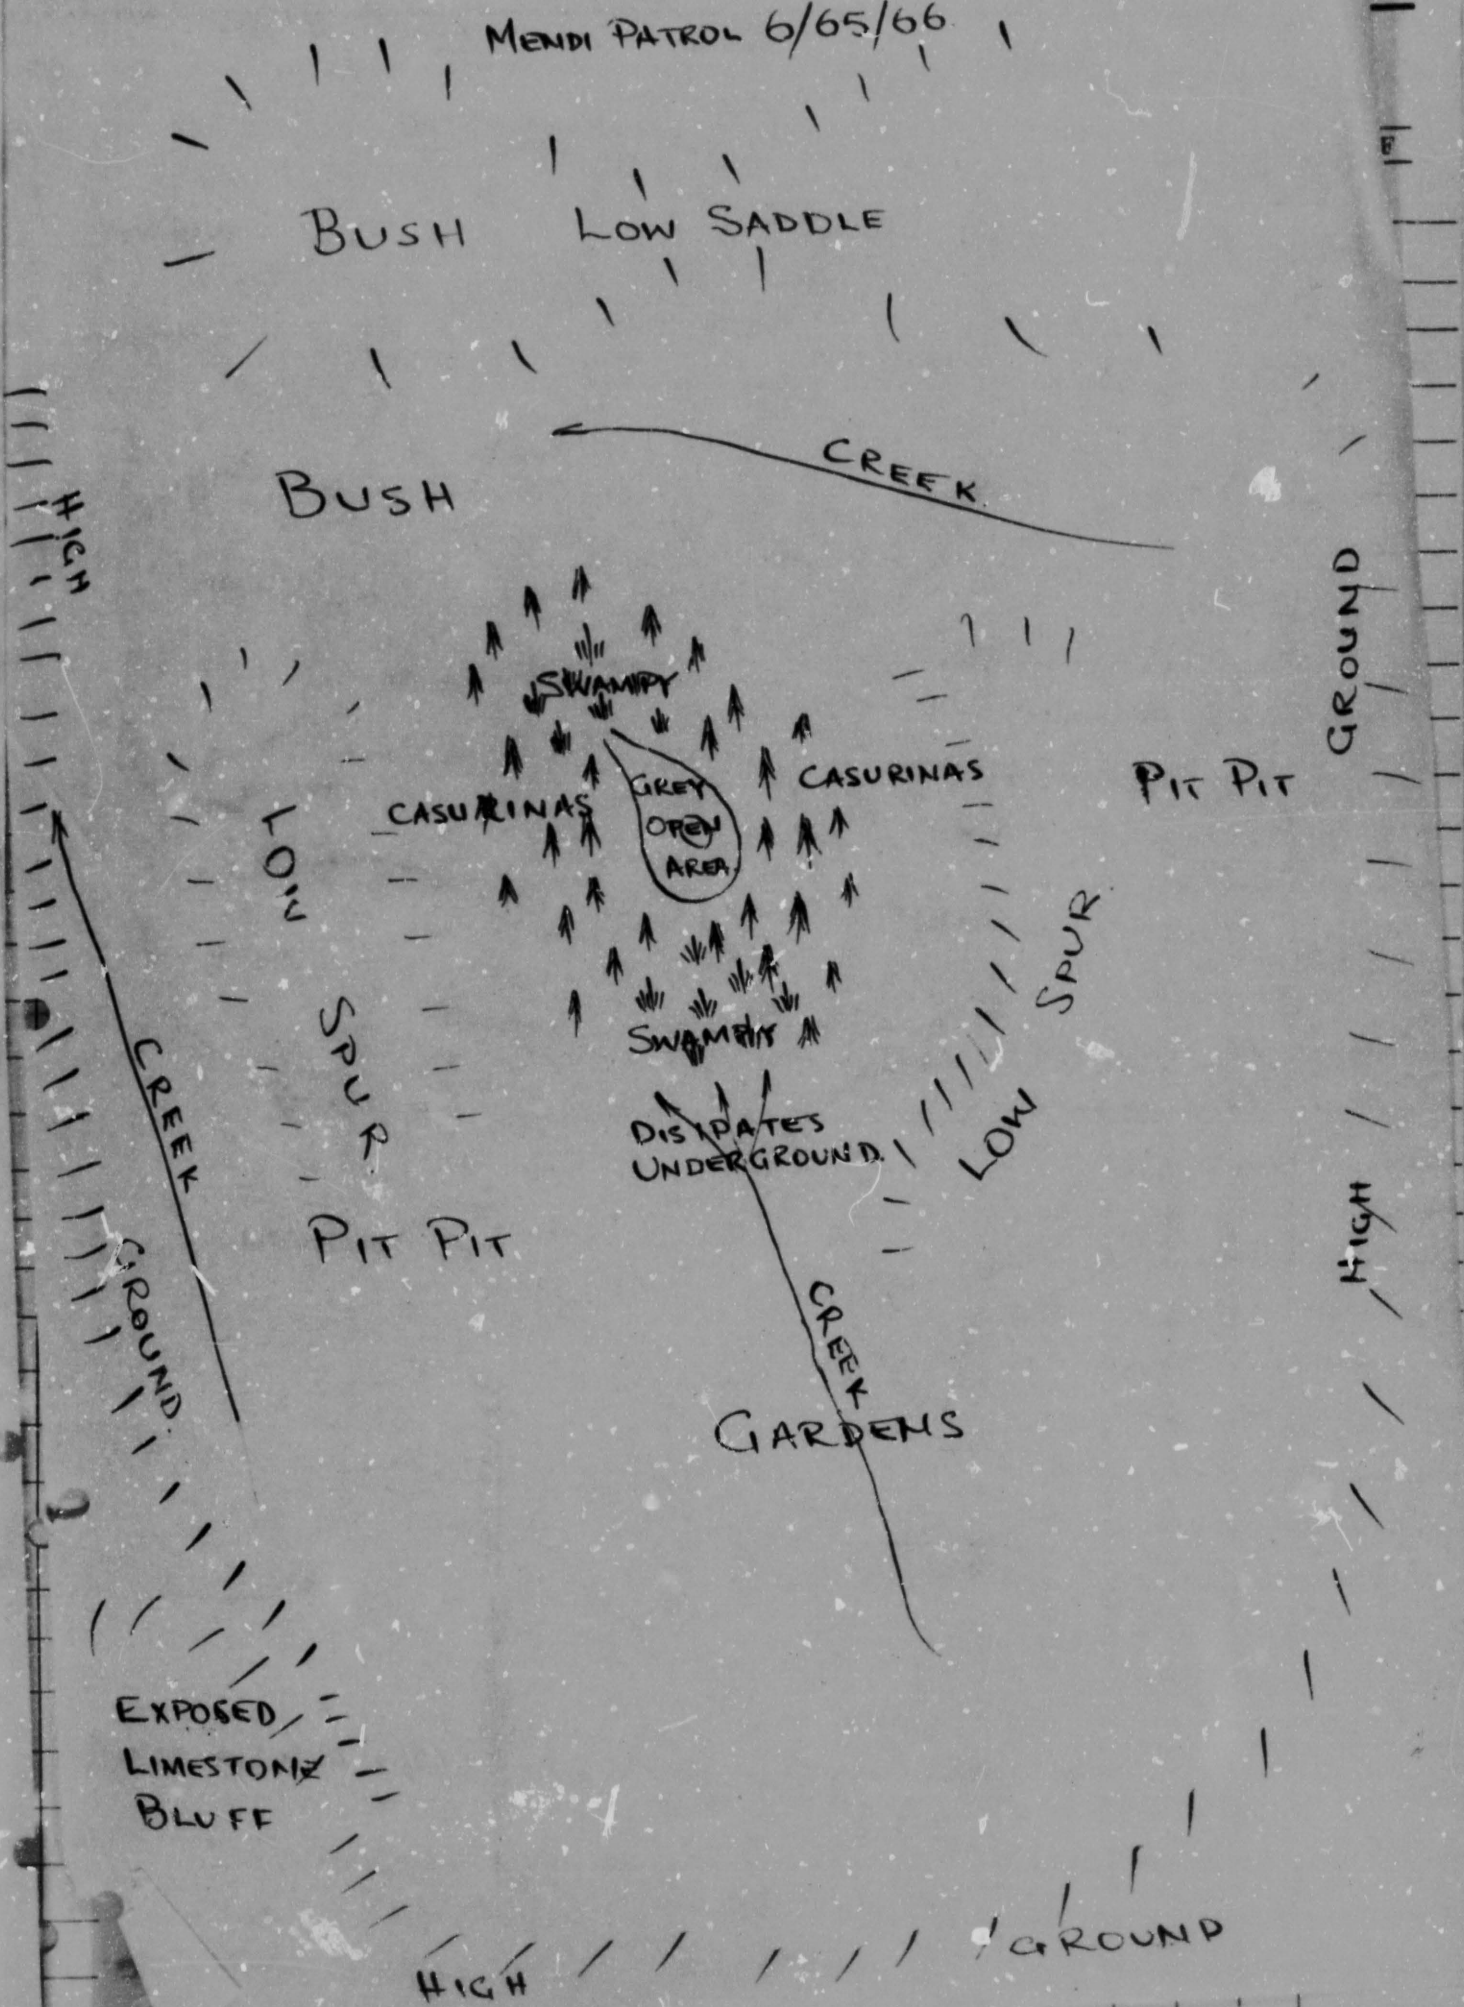 MENDI PATROL 6/65/66
BUSH LOW SADDLE
CREEK
BUSH
HIGH
GROUND
SWAMPY
GREY
OPEN
AREA
CASURINAS
CASURINAS
PIT PIT
LOW SPUR
LOW SPUR
SWAMPY
DISIPATES
UNDERGROUND.
CREEK
HIGH
PIT PIT
GROUND.
CREEK
GARDENS
EXPOSED
LIMESTONE
BLUFF
HIGH GROUND